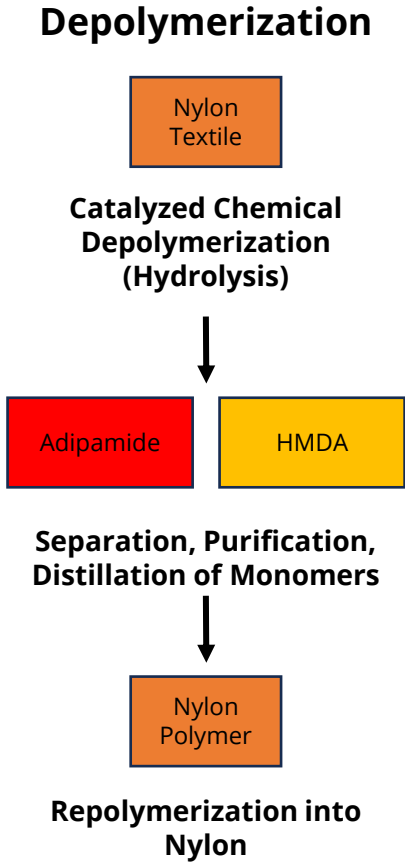 Depolymerization
Nylon
Textile
Catalyzed Chemical
Depolymerization
(Hydrolysis)
Adipamide
HMDA
Separation, Purification,
Distillation of Monomers
Nylon
Polymer
Repolymerization into
Nylon